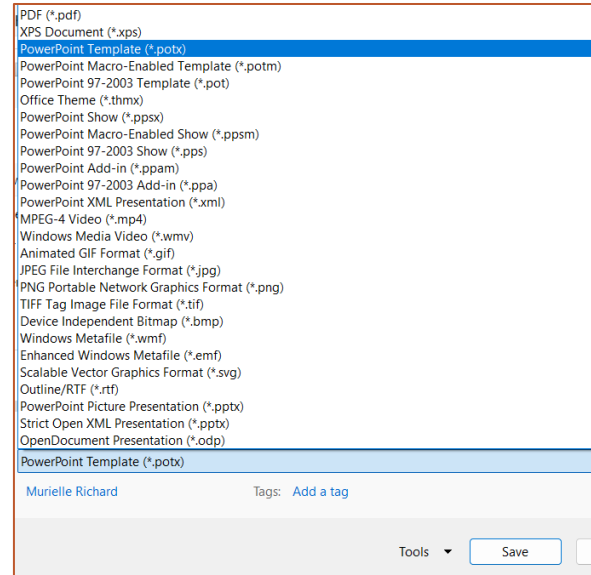 PDF (*.pdf)
XPS Document (*.xps)
PowerPoint Template (*.potx)
PowerPoint Macro-Enabled Template (*.potm)
PowerPoint 97-2003 Template (*.pot)
Office Theme (*.thmx)
PowerPoint Show (*.ppsx)
PowerPoint Macro-Enabled Show (*.ppsm)
PowerPoint 97-2003 Show (*.pps)
PowerPoint Add-in (*.ppam)
PowerPoint 97-2003 Add-in (*.ppa)
PowerPoint XML Presentation (*.xml)
MPEG-4 Video (*.mp4)
Windows Media Video (*.wmv)
Animated GIF Format (*.gif)
JPEG File Interchange Format (*.jpg)
PNG Portable Network Graphics Format (*.png)
TIFF Tag Image File Format (*.tif)
Device Independent Bitmap (*.bmp)
Windows Metafile (*.wmf)
Enhanced Windows Metafile (*.emf)
Scalable Vector Graphics Format (*.svg)
Outline/RTF (*.rtf)
PowerPoint Picture Presentation (*.pptx)
Strict Open XML Presentation (*.pptx)
OpenDocument Presentation (*.odp)
PowerPoint Template (*.potx)
Murielle Richard Tags: Add a tag
Tools Save